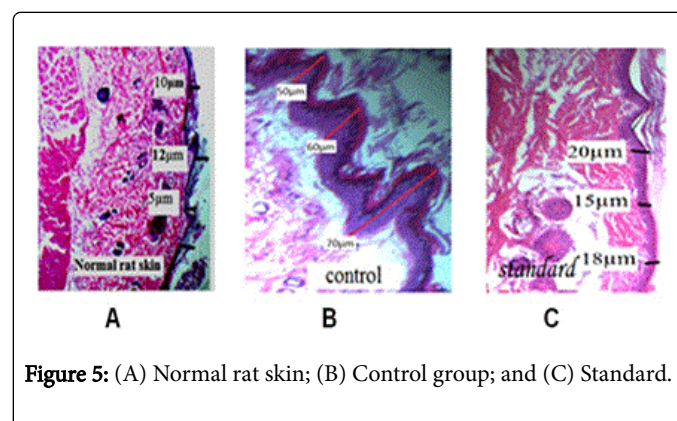 10µm
12µm
5µm
Normal rat skin
50µm
60µm
70µm
control
20µm
15µm
18µm
standard
A
B
C
Figure 5: (A) Normal rat skin; (B) Control group; and (C) Standard.